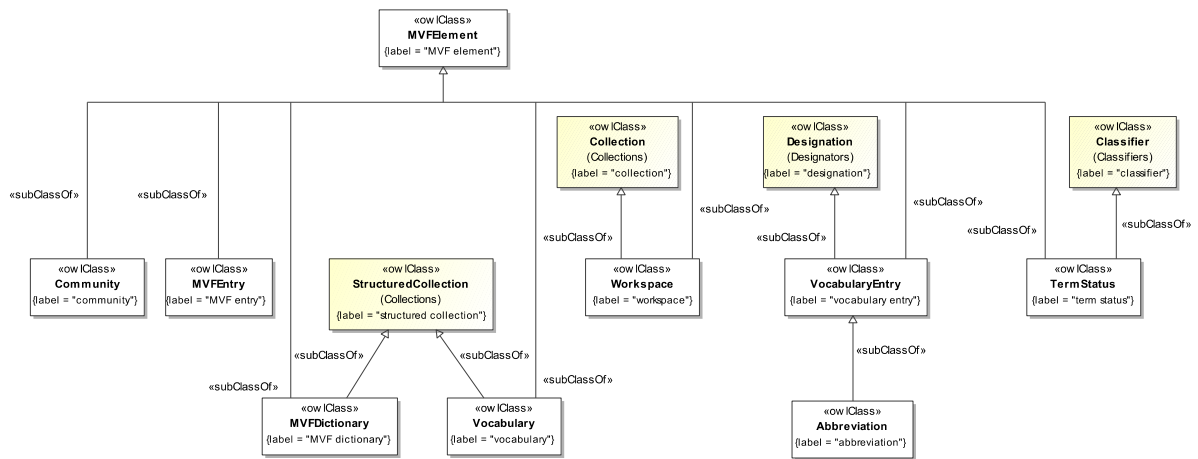 «owlClass»
MVFElement
{label = "MVF element"}
«owlClass»
Collection
(Collections)
{label = "collection"}
«owlClass»
Designation
(Designators)
{label = "designation"}
«owlClass»
Classifier
(Classifiers)
{label = "classifier"}
«subClassOf»
«subClassOf»
«subClassOf»
«subClassOf»
«subClassOf»
«subClassOf»
«subClassOf»
«subClassOf»
«owlClass»
Community
{label = "community"}
«owlClass»
MVFEntry
{label = "MVF entry"}
«owlClass»
StructuredCollection
(Collections)
{label = "structured collection"}
«owlClass»
Workspace
{label = "workspace"}
«owlClass»
VocabularyEntry
{label = "vocabulary entry"}
«owlClass»
TermStatus
{label = "term status"}
«subClassOf»
«subClassOf»
«subClassOf»
«subClassOf»
«subClassOf»
«owlClass»
MVFDictionary
{label = "MVF dictionary"}
«owlClass»
Vocabulary
{label = "vocabulary"}
«owlClass»
Abbreviation
{label = "abbreviation"}